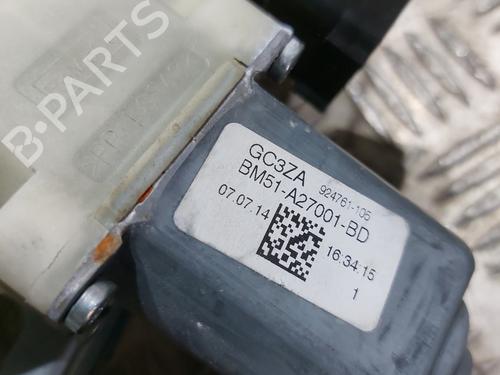 B-PARTS
GC3ZA 924761-105
BM51-A27001-BD
07.07.14 16:34:15
1